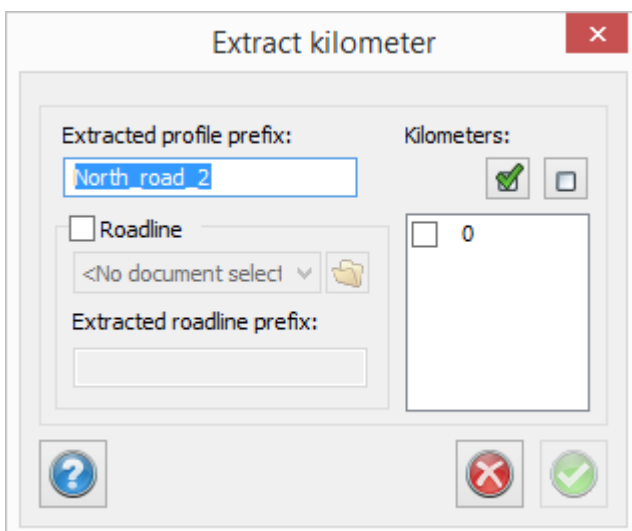 Extract kilometer
Extracted profile prefix:
Kilometers:
North_road_2
Roadline
0
<No document select
Extracted roadline prefix: